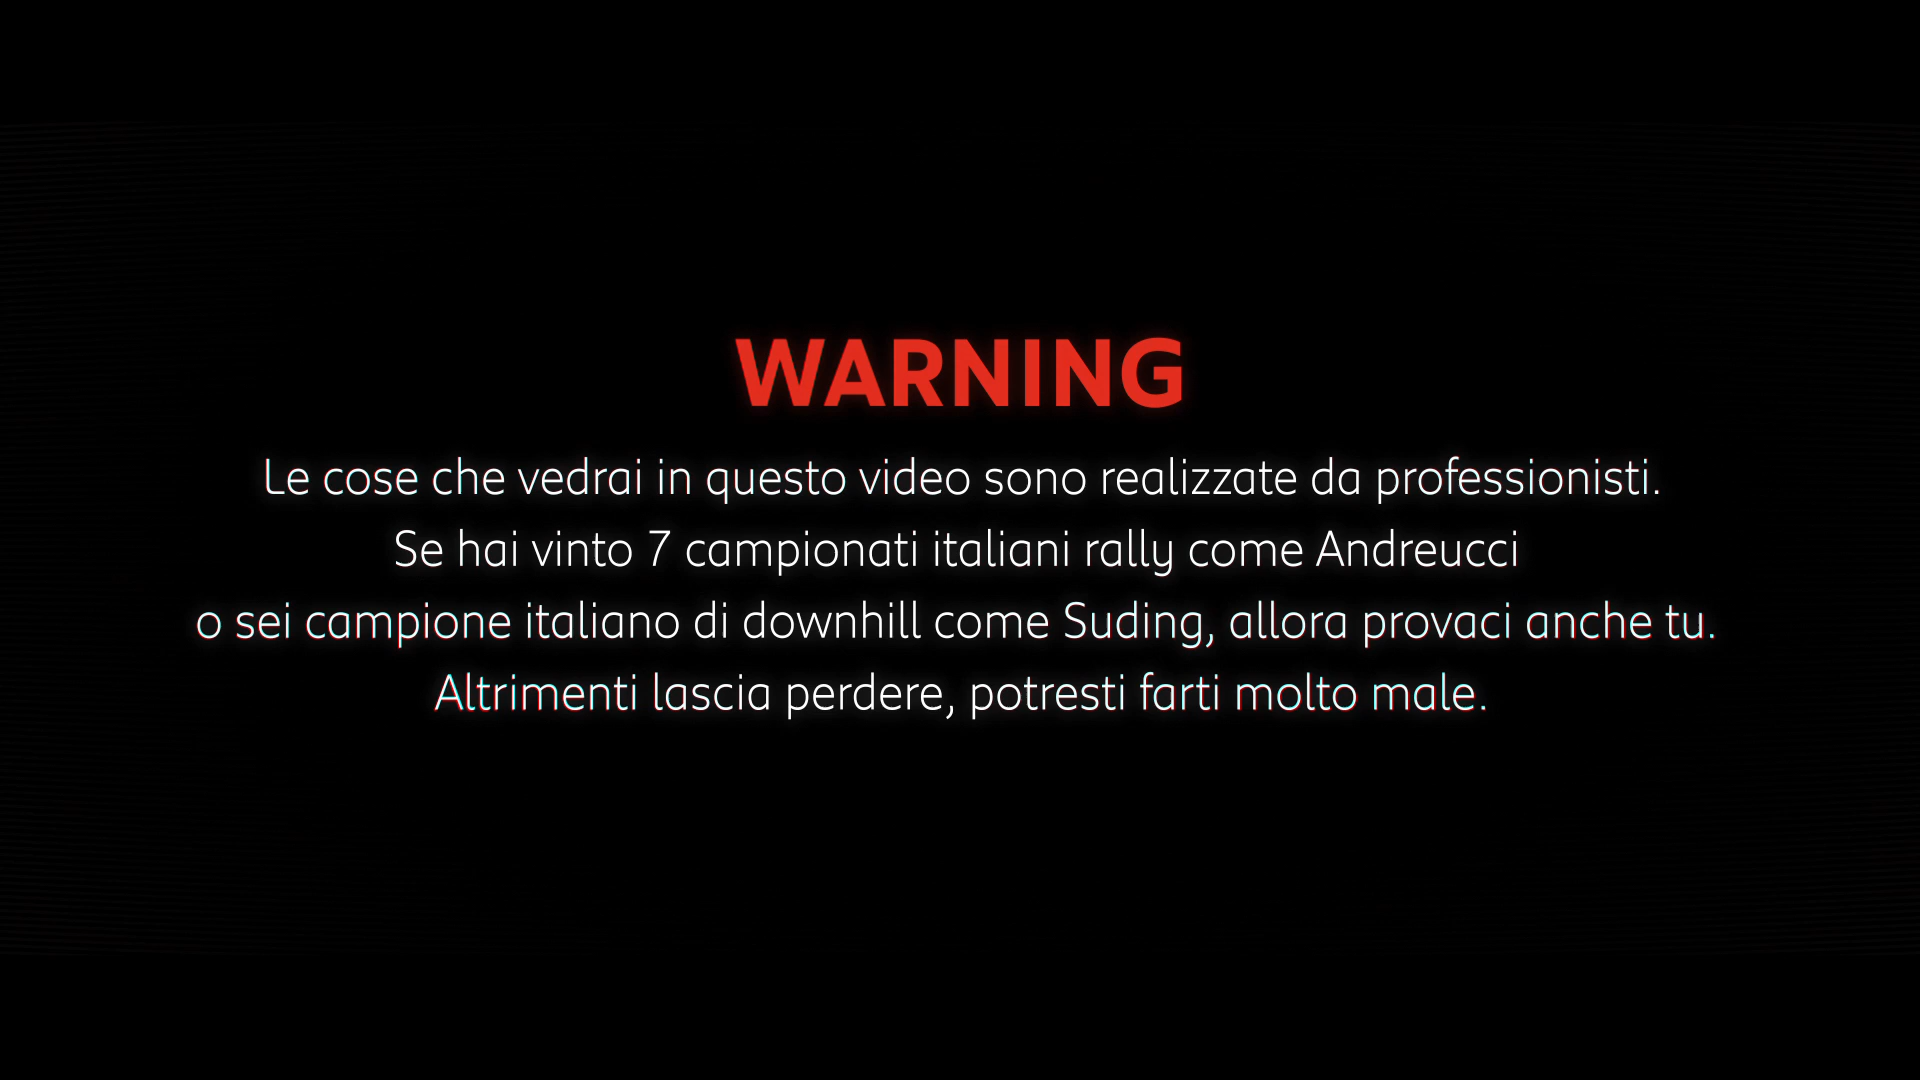 WARNING
Le cose che vedrai in questo video sono realizzate da professionisti.
Se hai vinto 7 campionati italiani rally come Andreucci
o sei campione italiano di downhill come Suding, allora provaci anche tu.
Altrimenti lascia perdere, potresti farti molto male.